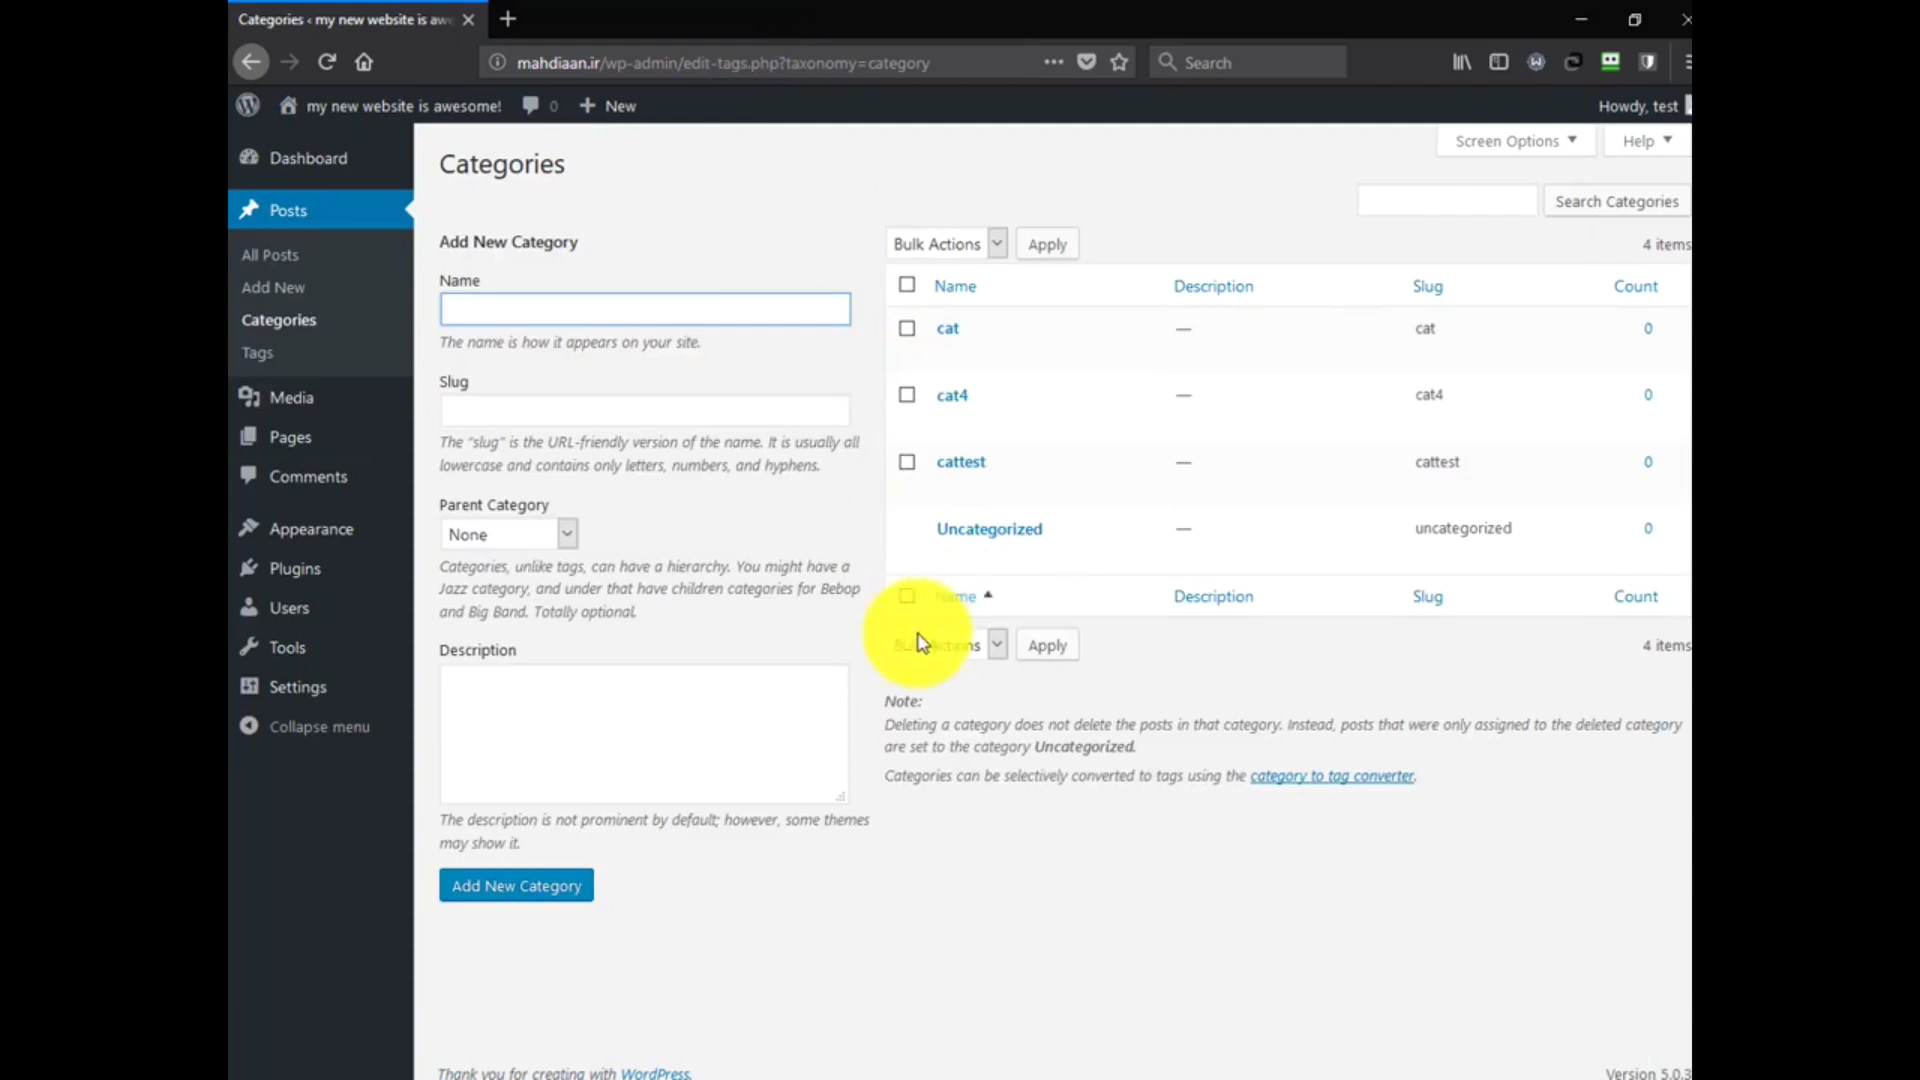 Categories ‹ my new website is aw
mahdiaan.ir/wp-admin/edit-tags.php?taxonomy=category
Search
my new website is awesome!
0
New
Howdy, test
Dashboard
Posts
All Posts
Add New
Categories
Tags
Media
Pages
Comments
Appearance
Plugins
Users
Tools
Settings
Collapse menu
Screen Options
Help
Categories
Search Categories
Add New Category
Name
The name is how it appears on your site.
Slug
The “slug” is the URL-friendly version of the name. It is usually all
lowercase and contains only letters, numbers, and hyphens.
Parent Category
None
Categories, unlike tags, can have a hierarchy. You might have a
Jazz category, and under that have children categories for Bebop
and Big Band. Totally optional.
Description
The description is not prominent by default; however, some themes
may show it.
Add New Category
Bulk Actions Apply 4 items
Name Description Slug Count
cat — cat 0
cat4 — cat4 0
cattest — cattest 0
Uncategorized — uncategorized 0
Name Description Slug Count
Bulk Actions Apply 4 items
Note:
Deleting a category does not delete the posts in that category. Instead, posts that were only assigned to the deleted category
are set to the category Uncategorized.
Categories can be selectively converted to tags using the category to tag converter.
Thank you for creating with WordPress.
Version 5.0.3